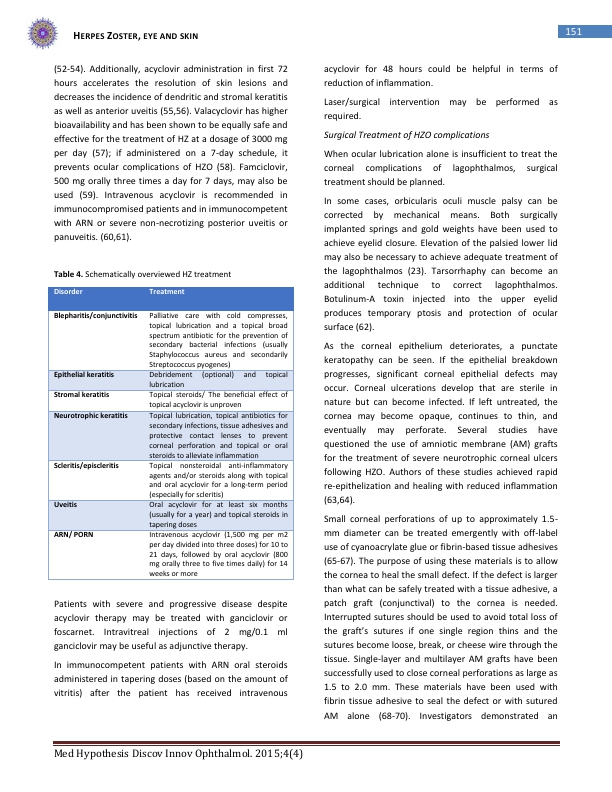 HERPES ZOSTER, EYE AND SKIN
151
(52-54). Additionally, acyclovir administration in first 72
hours accelerates the resolution of skin lesions and
decreases the incidence of dendritic and stromal keratitis
as well as anterior uveitis (55,56). Valacyclovir has higher
bioavailability and has been shown to be equally safe and
effective for the treatment of HZ at a dosage of 3000 mg
per day (57); if administered on a 7-day schedule, it
prevents ocular complications of HZO (58). Famciclovir,
500 mg orally three times a day for 7 days, may also be
used (59). Intravenous acyclovir is recommended in
immunocompromised patients and in immunocompetent
with ARN or severe non-necrotizing posterior uveitis or
panuveitis. (60,61).
Table 4. Schematically overviewed HZ treatment
Disorder Treatment
Blepharitis/conjunctivitis Palliative care with cold compresses,
topical lubrication and a topical broad
spectrum antibiotic for the prevention of
secondary bacterial infections (usually
Staphylococcus aureus and secondarily
Streptococcus pyogenes)
Epithelial keratitis Debridement (optional) and topical
lubrication
Stromal keratitis Topical steroids/ The beneficial effect of
topical acyclovir is unproven
Neurotrophic keratitis Topical lubrication, topical antibiotics for
secondary infections, tissue adhesives and
protective contact lenses to prevent
corneal perforation and topical or oral
steroids to alleviate inflammation
Scleritis/episcleritis Topical nonsteroidal anti-inflammatory
agents and/or steroids along with topical
and oral acyclovir for a long-term period
(especially for scleritis)
Uveitis Oral acyclovir for at least six months
(usually for a year) and topical steroids in
tapering doses
ARN/ PORN Intravenous acyclovir (1,500 mg per m2
per day divided into three doses) for 10 to
21 days, followed by oral acyclovir (800
mg orally three to five times daily) for 14
weeks or more
Patients with severe and progressive disease despite
acyclovir therapy may be treated with ganciclovir or
foscarnet. Intravitreal injections of 2 mg/0.1 ml
ganciclovir may be useful as adjunctive therapy.
In immunocompetent patients with ARN oral steroids
administered in tapering doses (based on the amount of
vitritis) after the patient has received intravenous
acyclovir for 48 hours could be helpful in terms of
reduction of inflammation.
Laser/surgical intervention may be performed as
required.
Surgical Treatment of HZO complications
When ocular lubrication alone is insufficient to treat the
corneal complications of lagophthalmos, surgical
treatment should be planned.
In some cases, orbicularis oculi muscle palsy can be
corrected by mechanical means. Both surgically
implanted springs and gold weights have been used to
achieve eyelid closure. Elevation of the palsied lower lid
may also be necessary to achieve adequate treatment of
the lagophthalmos (23). Tarsorrhaphy can become an
additional technique to correct lagophthalmos.
Botulinum-A toxin injected into the upper eyelid
produces temporary ptosis and protection of ocular
surface (62).
As the corneal epithelium deteriorates, a punctate
keratopathy can be seen. If the epithelial breakdown
progresses, significant corneal epithelial defects may
occur. Corneal ulcerations develop that are sterile in
nature but can become infected. If left untreated, the
cornea may become opaque, continues to thin, and
eventually may perforate. Several studies have
questioned the use of amniotic membrane (AM) grafts
for the treatment of severe neurotrophic corneal ulcers
following HZO. Authors of these studies achieved rapid
re-epithelization and healing with reduced inflammation
(63,64).
Small corneal perforations of up to approximately 1.5-
mm diameter can be treated emergently with off-label
use of cyanoacrylate glue or fibrin-based tissue adhesives
(65-67). The purpose of using these materials is to allow
the cornea to heal the small defect. If the defect is larger
than what can be safely treated with a tissue adhesive, a
patch graft (conjunctival) to the cornea is needed.
Interrupted sutures should be used to avoid total loss of
the graft's sutures if one single region thins and the
sutures become loose, break, or cheese wire through the
tissue. Single-layer and multilayer AM grafts have been
successfully used to close corneal perforations as large as
1.5 to 2.0 mm. These materials have been used with
fibrin tissue adhesive to seal the defect or with sutured
AM alone (68-70). Investigators demonstrated an
Med Hypothesis Discov Innov Ophthalmol. 2015;4(4)